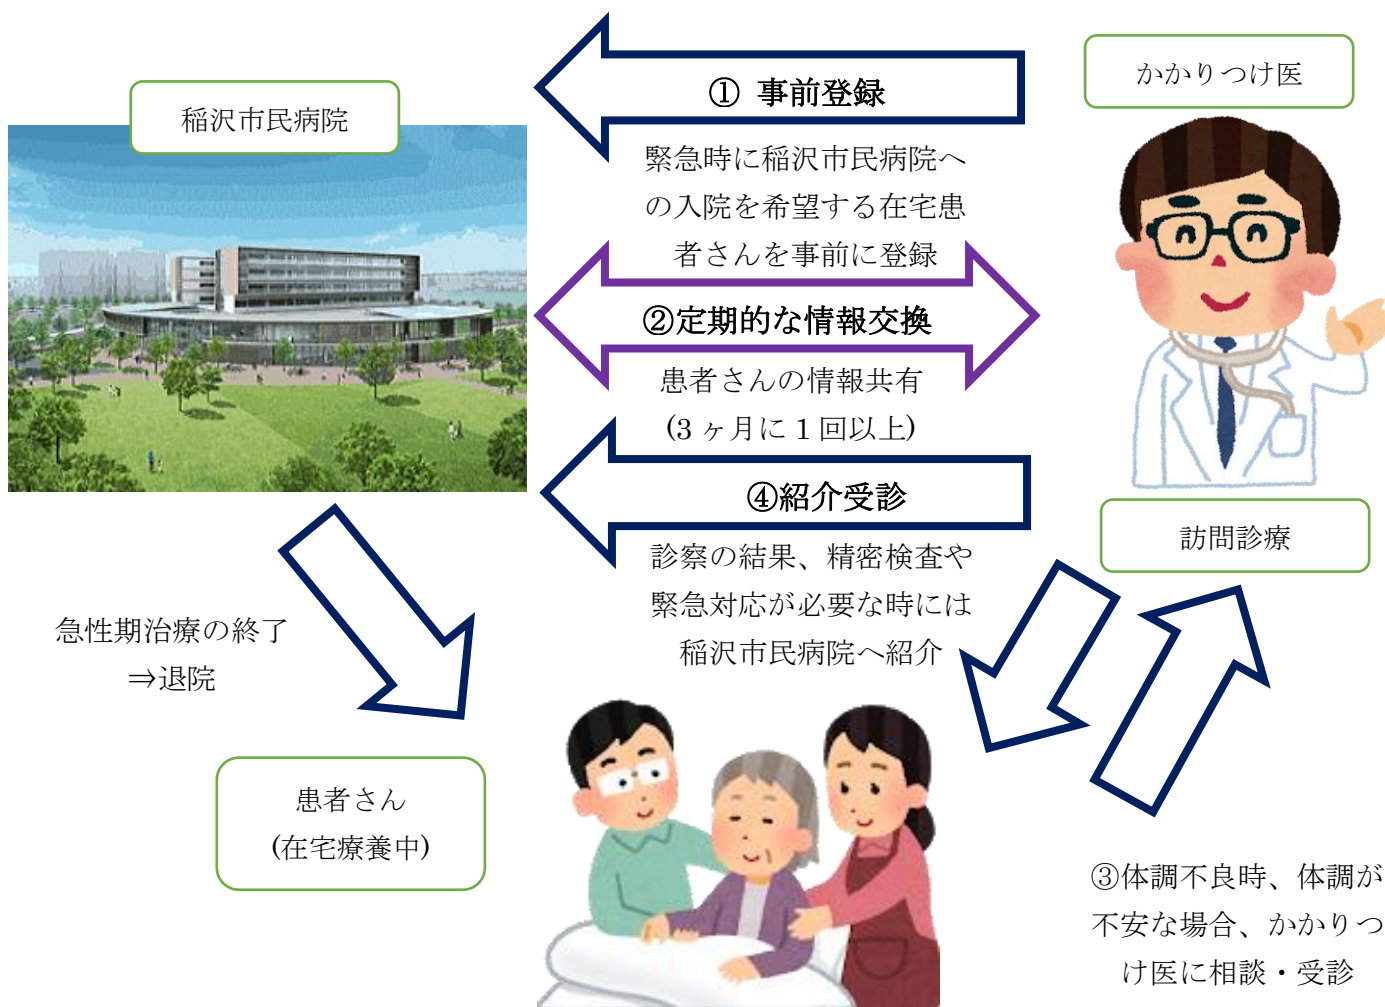 稲沢市民病院
① 事前登録
かかりつけ医
緊急時に稲沢市民病院へ
の入院を希望する在宅患
者さんを事前に登録
②定期的な情報交換
患者さんの情報共有
(3 ヶ月に 1 回以上)
④紹介受診
訪問診療
診察の結果、精密検査や
緊急対応が必要な時には
稲沢市民病院へ紹介
急性期治療の終了
⇒退院
患者さん
(在宅療養中)
③体調不良時、体調が
不安な場合、かかりつ
け医に相談・受診